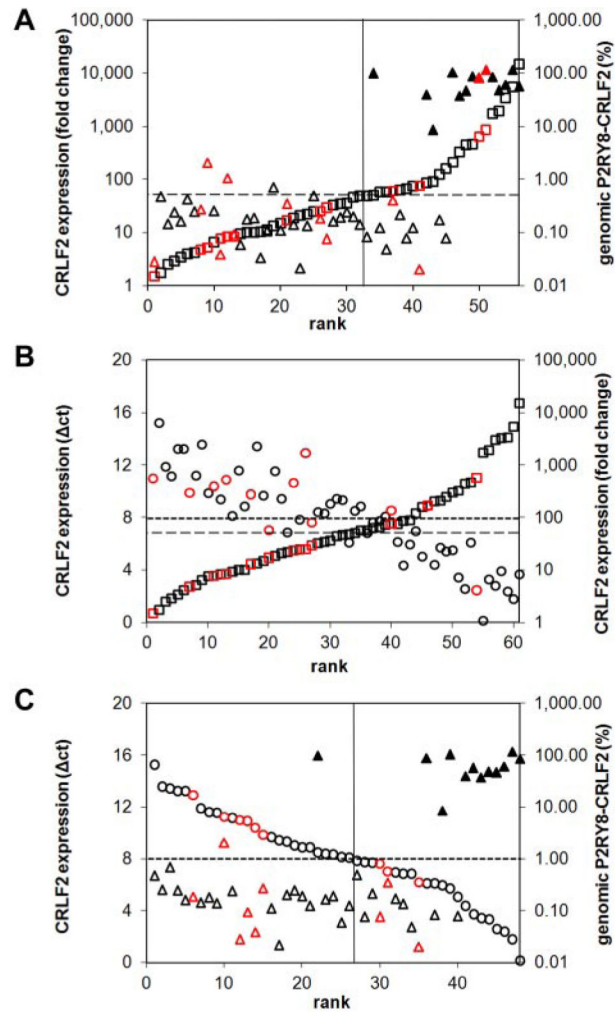 A
CRLF2 expression (fold change)
100,000
10,000
1,000
100
10
1
1,000.00
100.00
10.00
1.00
0.10
0.01
genomic P2RY8-CRLF2 (%)
0 10 20 30 40 50
rank
B
CRLF2 expression (Δct)
20
16
12
8
4
0
100,000
10,000
1,000
100
10
1
CRLF2 expression (fold change)
0 10 20 30 40 50 60
rank
C
CRLF2 expression (Δct)
20
16
12
8
4
0
1,000.00
100.00
10.00
1.00
0.10
0.01
genomic P2RY8-CRLF2 (%)
0 10 20 30 40
rank